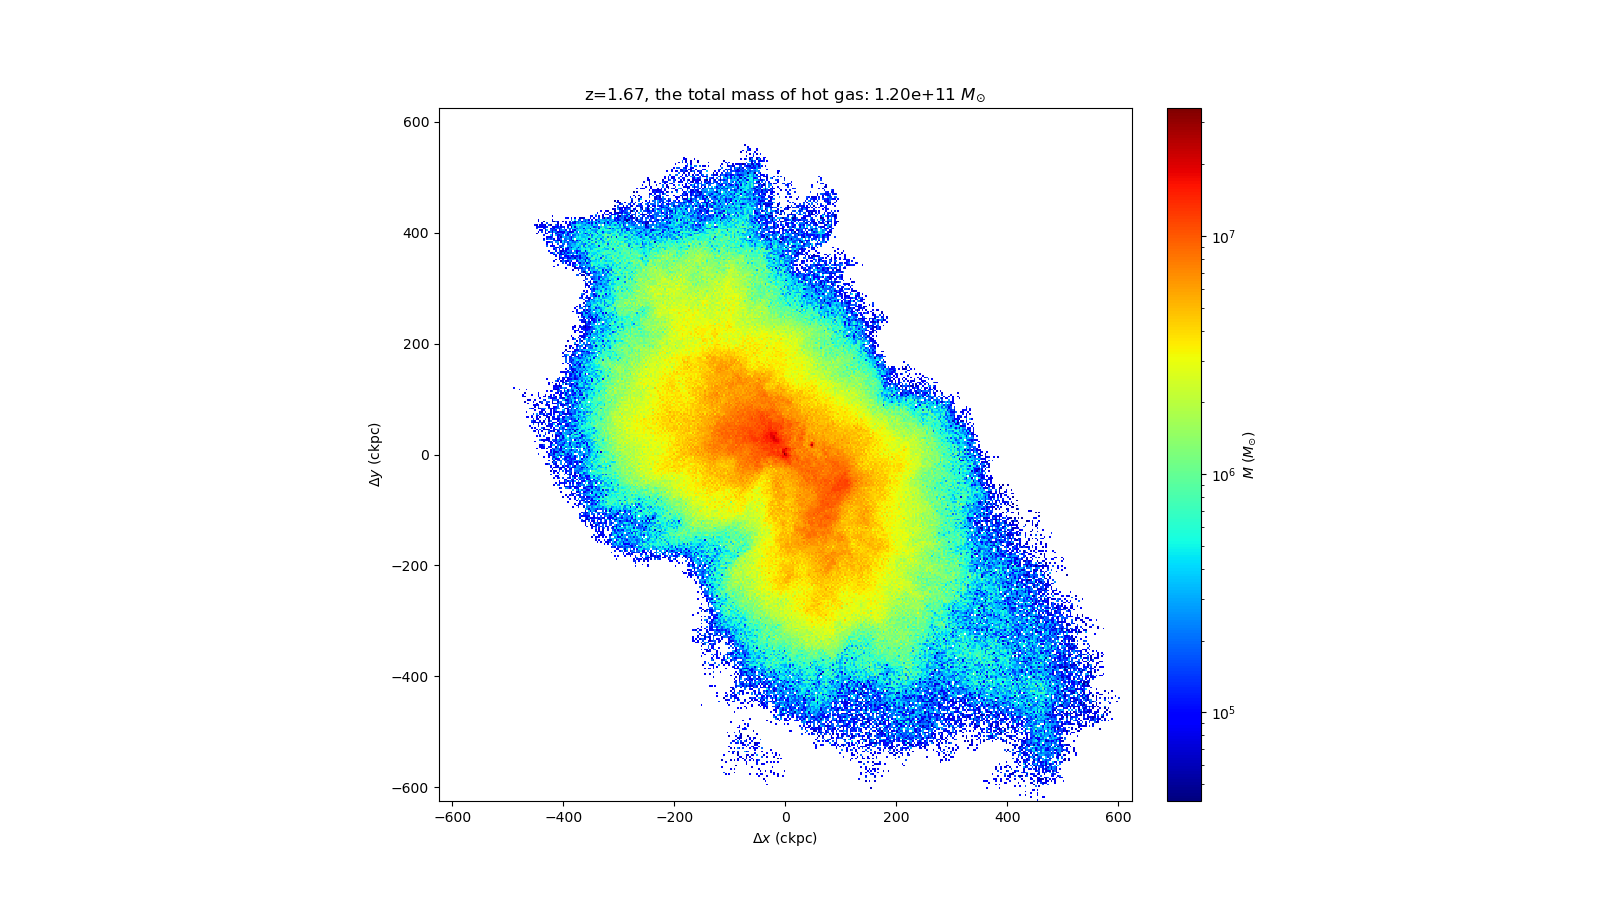 z=1.67, the total mass of hot gas: 1.20e+11 M⊙
600
400
200
0
−200
−400
−600
Δy (ckpc)
−600 −400 −200 0 200 400 600
Δx (ckpc)
10⁷
10⁶
10⁵
M (M⊙)